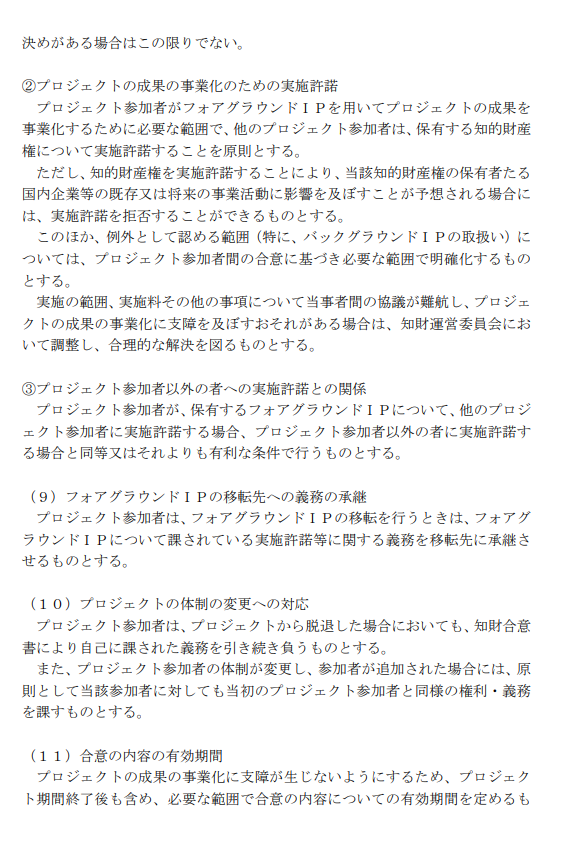 決めがある場合はこの限りでない。
②プロジェクトの成果の事業化のための実施許諾
プロジェクト参加者がフォアグラウンドＩＰを用いてプロジェクトの成果を
事業化するために必要な範囲で、他のプロジェクト参加者は、保有する知的財産
権について実施許諾することを原則とする。
ただし、知的財産権を実施許諾することにより、当該知的財産権の保有者たる
国内企業等の既存又は将来の事業活動に影響を及ぼすことが予想される場合に
は、実施許諾を拒否することができるものとする。
このほか、例外として認める範囲（特に、バックグラウンドＩＰの取扱い）に
ついては、プロジェクト参加者間の合意に基づき必要な範囲で明確化するもの
とする。
実施の範囲、実施料その他の事項について当事者間の協議が難航し、プロジェ
クトの成果の事業化に支障を及ぼすおそれがある場合は、知財運営委員会にお
いて調整し、合理的な解決を図るものとする。
③プロジェクト参加者以外の者への実施許諾との関係
プロジェクト参加者が、保有するフォアグラウンドＩＰについて、他のプロジ
ェクト参加者に実施許諾する場合、プロジェクト参加者以外の者に実施許諾す
る場合と同等又はそれよりも有利な条件で行うものとする。
（９）フォアグラウンドＩＰの移転先への義務の承継
プロジェクト参加者は、フォアグラウンドＩＰの移転を行うときは、フォアグ
ラウンドＩＰについて課されている実施許諾等に関する義務を移転先に承継さ
せるものとする。
（１０）プロジェクトの体制の変更への対応
プロジェクト参加者は、プロジェクトから脱退した場合においても、知財合意
書により自己に課された義務を引き続き負うものとする。
また、プロジェクト参加者の体制が変更し、参加者が追加された場合には、原
則として当該参加者に対しても当初のプロジェクト参加者と同様の権利・義務
を課すものとする。
（１１）合意の内容の有効期間
プロジェクトの成果の事業化に支障が生じないようにするため、プロジェク
ト期間終了後も含め、必要な範囲で合意の内容についての有効期間を定めるも